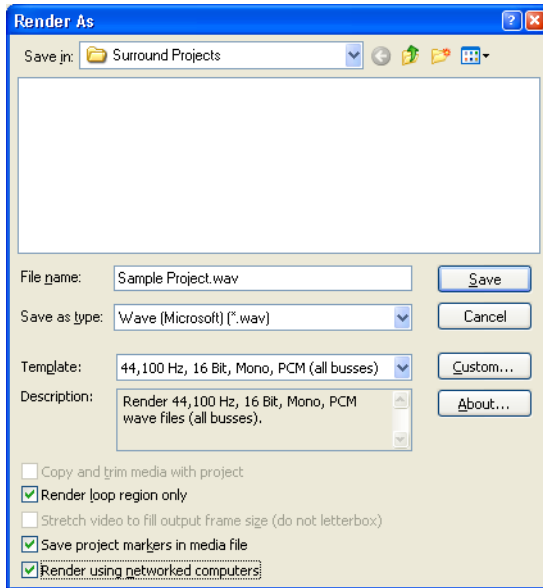 Render As
Save in: Surround Projects
File name: Sample Project.wav Save
Save as type: Wave (Microsoft) (*.wav) Cancel
Template: 44,100 Hz, 16 Bit, Mono, PCM (all busses) Custom...
Description: Render 44,100 Hz, 16 Bit, Mono, PCM About...
wave files (all busses).
Copy and trim media with project
Render loop region only
Stretch video to fill output frame size (do not letterbox)
Save project markers in media file
Render using networked computers